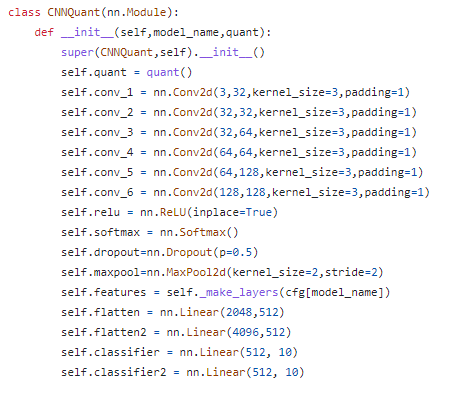 class CNNQuant(nn.Module):
    def __init__(self,model_name,quant):
        super(CNNQuant,self).__init__()
        self.quant = quant()
        self.conv_1 = nn.Conv2d(3,32,kernel_size=3,padding=1)
        self.conv_2 = nn.Conv2d(32,32,kernel_size=3,padding=1)
        self.conv_3 = nn.Conv2d(32,64,kernel_size=3,padding=1)
        self.conv_4 = nn.Conv2d(64,64,kernel_size=3,padding=1)
        self.conv_5 = nn.Conv2d(64,128,kernel_size=3,padding=1)
        self.conv_6 = nn.Conv2d(128,128,kernel_size=3,padding=1)
        self.relu = nn.ReLU(inplace=True)
        self.softmax = nn.Softmax()
        self.dropout=nn.Dropout(p=0.5)
        self.maxpool=nn.MaxPool2d(kernel_size=2,stride=2)
        self.features = self._make_layers(cfg[model_name])
        self.flatten = nn.Linear(2048,512)
        self.flatten2 = nn.Linear(4096,512)
        self.classifier = nn.Linear(512, 10)
        self.classifier2 = nn.Linear(512, 10)